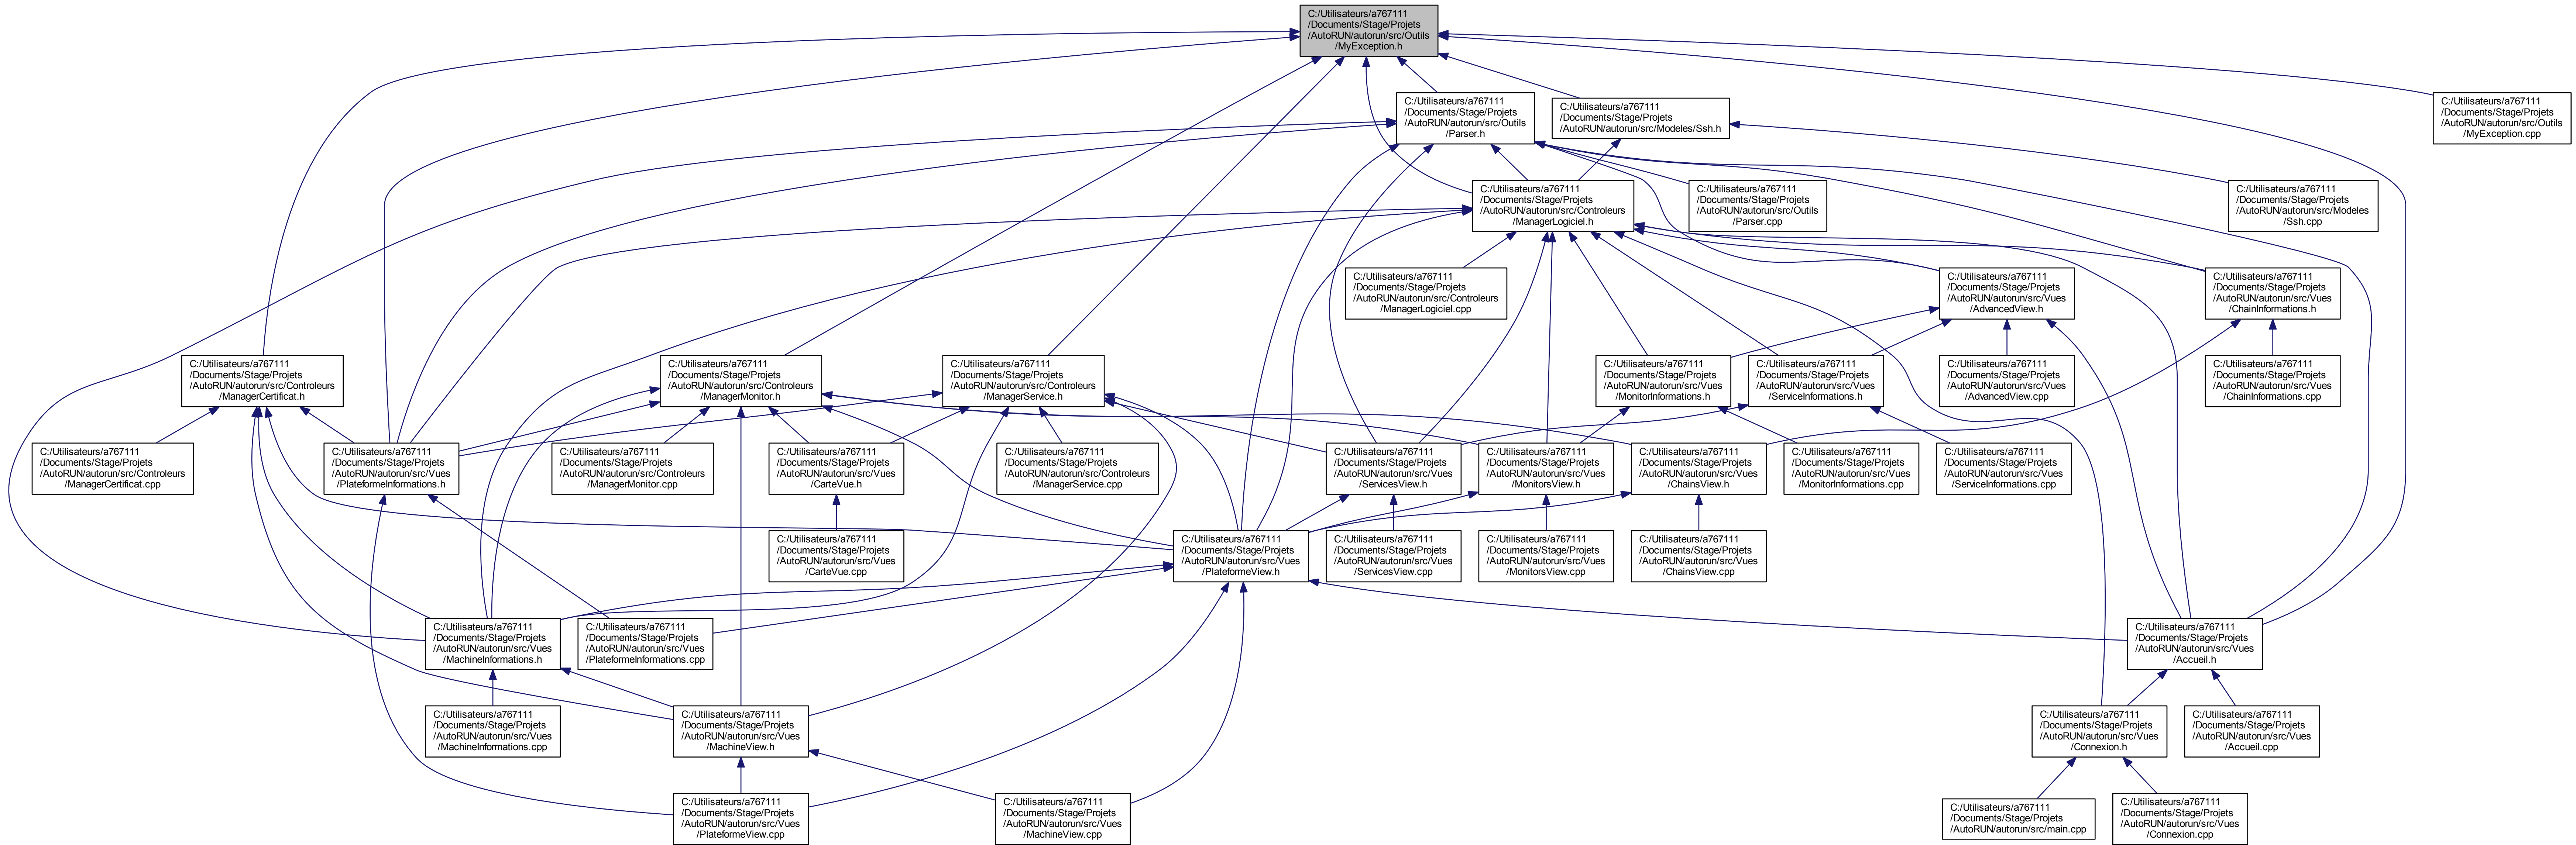 C:/Utilisateurs/a767111
/Documents/Stage/Projets
/AutoRUN/autorun/src/Outils
/MyException.h
C:/Utilisateurs/a767111
/Documents/Stage/Projets
/AutoRUN/autorun/src/Outils
/Parser.h
C:/Utilisateurs/a767111
/Documents/Stage/Projets
/AutoRUN/autorun/src/Modeles/Ssh.h
C:/Utilisateurs/a767111
/Documents/Stage/Projets
/AutoRUN/autorun/src/Outils
/MyException.cpp
C:/Utilisateurs/a767111
/Documents/Stage/Projets
/AutoRUN/autorun/src/Controleurs
/ManagerLogiciel.h
C:/Utilisateurs/a767111
/Documents/Stage/Projets
/AutoRUN/autorun/src/Outils
/Parser.cpp
C:/Utilisateurs/a767111
/Documents/Stage/Projets
/AutoRUN/autorun/src/Modeles
/Ssh.cpp
C:/Utilisateurs/a767111
/Documents/Stage/Projets
/AutoRUN/autorun/src/Controleurs
/ManagerLogiciel.cpp
C:/Utilisateurs/a767111
/Documents/Stage/Projets
/AutoRUN/autorun/src/Vues
/AdvancedView.h
C:/Utilisateurs/a767111
/Documents/Stage/Projets
/AutoRUN/autorun/src/Vues
/ChainInformations.h
C:/Utilisateurs/a767111
/Documents/Stage/Projets
/AutoRUN/autorun/src/Controleurs
/ManagerCertificat.h
C:/Utilisateurs/a767111
/Documents/Stage/Projets
/AutoRUN/autorun/src/Controleurs
/ManagerMonitor.h
C:/Utilisateurs/a767111
/Documents/Stage/Projets
/AutoRUN/autorun/src/Controleurs
/ManagerService.h
C:/Utilisateurs/a767111
/Documents/Stage/Projets
/AutoRUN/autorun/src/Vues
/MonitorInformations.h
C:/Utilisateurs/a767111
/Documents/Stage/Projets
/AutoRUN/autorun/src/Vues
/ServiceInformations.h
C:/Utilisateurs/a767111
/Documents/Stage/Projets
/AutoRUN/autorun/src/Vues
/AdvancedView.cpp
C:/Utilisateurs/a767111
/Documents/Stage/Projets
/AutoRUN/autorun/src/Vues
/ChainInformations.cpp
C:/Utilisateurs/a767111
/Documents/Stage/Projets
/AutoRUN/autorun/src/Controleurs
/ManagerCertificat.cpp
C:/Utilisateurs/a767111
/Documents/Stage/Projets
/AutoRUN/autorun/src/Vues
/PlateformeInformations.h
C:/Utilisateurs/a767111
/Documents/Stage/Projets
/AutoRUN/autorun/src/Controleurs
/ManagerMonitor.cpp
C:/Utilisateurs/a767111
/Documents/Stage/Projets
/AutoRUN/autorun/src/Vues
/CarteVue.h
C:/Utilisateurs/a767111
/Documents/Stage/Projets
/AutoRUN/autorun/src/Controleurs
/ManagerService.cpp
C:/Utilisateurs/a767111
/Documents/Stage/Projets
/AutoRUN/autorun/src/Vues
/ServicesView.h
C:/Utilisateurs/a767111
/Documents/Stage/Projets
/AutoRUN/autorun/src/Vues
/MonitorsView.h
C:/Utilisateurs/a767111
/Documents/Stage/Projets
/AutoRUN/autorun/src/Vues
/ChainsView.h
C:/Utilisateurs/a767111
/Documents/Stage/Projets
/AutoRUN/autorun/src/Vues
/MonitorInformations.cpp
C:/Utilisateurs/a767111
/Documents/Stage/Projets
/AutoRUN/autorun/src/Vues
/ServiceInformations.cpp
C:/Utilisateurs/a767111
/Documents/Stage/Projets
/AutoRUN/autorun/src/Vues
/CarteVue.cpp
C:/Utilisateurs/a767111
/Documents/Stage/Projets
/AutoRUN/autorun/src/Vues
/PlateformeView.h
C:/Utilisateurs/a767111
/Documents/Stage/Projets
/AutoRUN/autorun/src/Vues
/ServicesView.cpp
C:/Utilisateurs/a767111
/Documents/Stage/Projets
/AutoRUN/autorun/src/Vues
/MonitorsView.cpp
C:/Utilisateurs/a767111
/Documents/Stage/Projets
/AutoRUN/autorun/src/Vues
/ChainsView.cpp
C:/Utilisateurs/a767111
/Documents/Stage/Projets
/AutoRUN/autorun/src/Vues
/MachineInformations.h
C:/Utilisateurs/a767111
/Documents/Stage/Projets
/AutoRUN/autorun/src/Vues
/PlateformeInformations.cpp
C:/Utilisateurs/a767111
/Documents/Stage/Projets
/AutoRUN/autorun/src/Vues
/Accueil.h
C:/Utilisateurs/a767111
/Documents/Stage/Projets
/AutoRUN/autorun/src/Vues
/MachineInformations.cpp
C:/Utilisateurs/a767111
/Documents/Stage/Projets
/AutoRUN/autorun/src/Vues
/MachineView.h
C:/Utilisateurs/a767111
/Documents/Stage/Projets
/AutoRUN/autorun/src/Vues
/Connexion.h
C:/Utilisateurs/a767111
/Documents/Stage/Projets
/AutoRUN/autorun/src/Vues
/Accueil.cpp
C:/Utilisateurs/a767111
/Documents/Stage/Projets
/AutoRUN/autorun/src/Vues
/PlateformeView.cpp
C:/Utilisateurs/a767111
/Documents/Stage/Projets
/AutoRUN/autorun/src/Vues
/MachineView.cpp
C:/Utilisateurs/a767111
/Documents/Stage/Projets
/AutoRUN/autorun/src/main.cpp
C:/Utilisateurs/a767111
/Documents/Stage/Projets
/AutoRUN/autorun/src/Vues
/Connexion.cpp